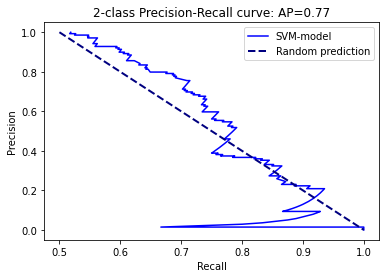 2-class Precision-Recall curve: AP=0.77
SVM-model
Random prediction
Precision
1.0
0.8
0.6
0.4
0.2
0.0
0.5
0.6
0.7
0.8
0.9
1.0
Recall